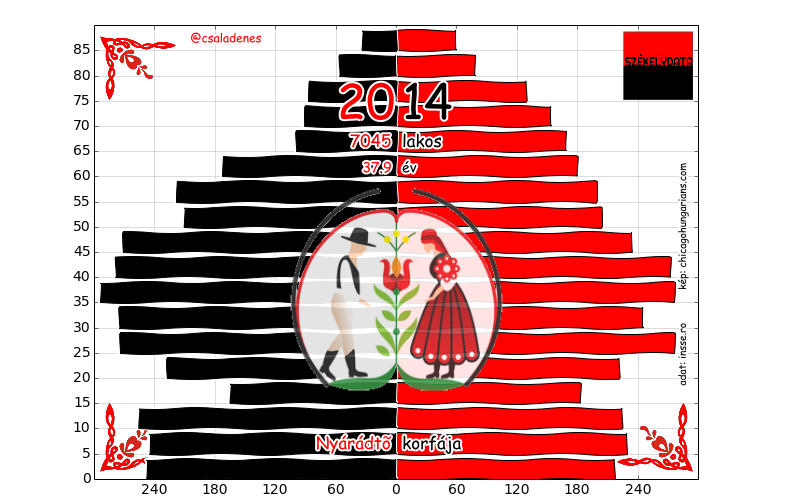 @csaladenes
SZÉKELYDATA
2014
7045 lakos
37.9 év
kép: chicagohungarians.com
adat: insse.ro
Nyárádtõ korfája
85
80
75
70
65
60
55
50
45
40
35
30
25
20
15
10
5
0
240 180 120 60 0 60 120 180 240